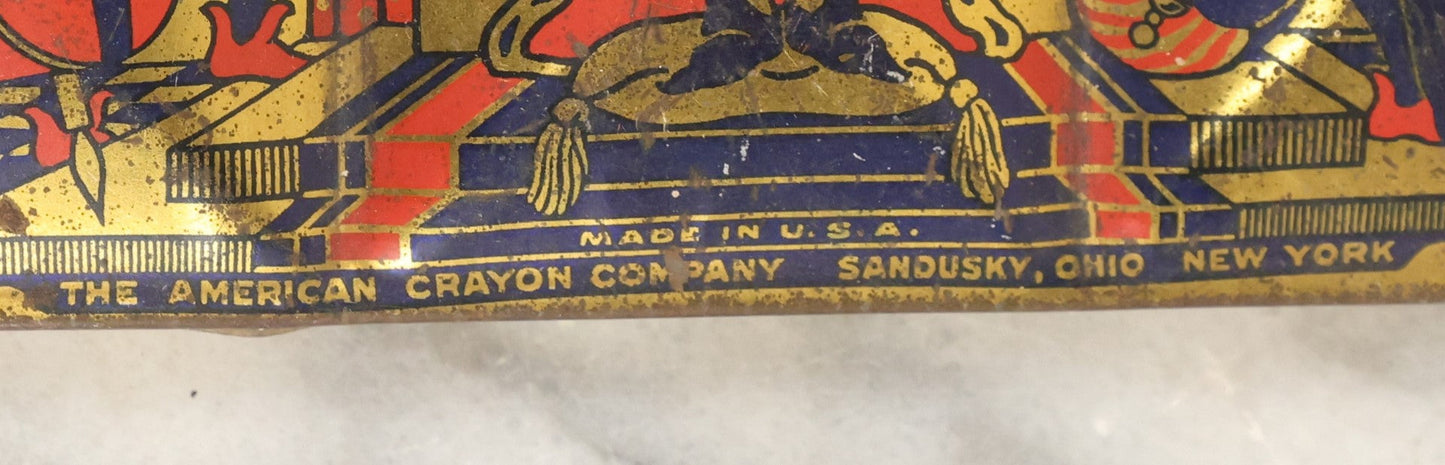 MADE IN U.S.A.
THE AMERICAN CRAYON COMPANY SANDUSKY, OHIO NEW YORK